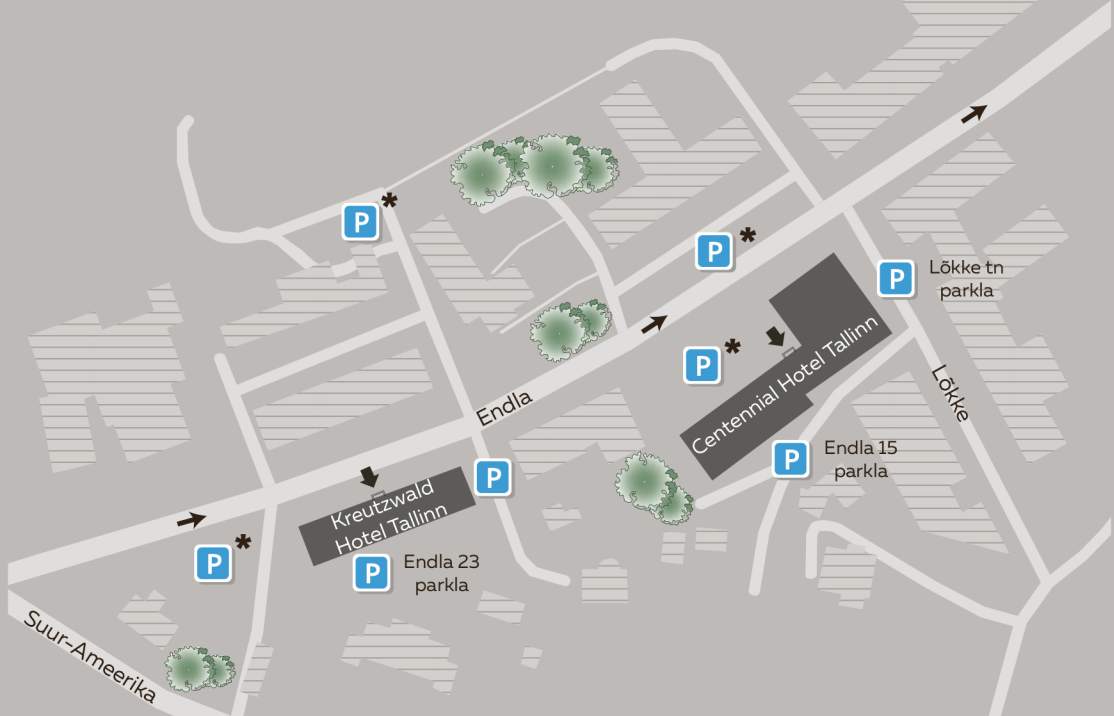 P *
P *
Lõkke tn
parkla
P
Endla
P *
Centennial Hotel Tallinn
Lõkke
Endla 15
parkla
P
P
Kreutzwald
Hotel Tallinn
P *
Endla 23
parkla
P
Suur-Ameerika